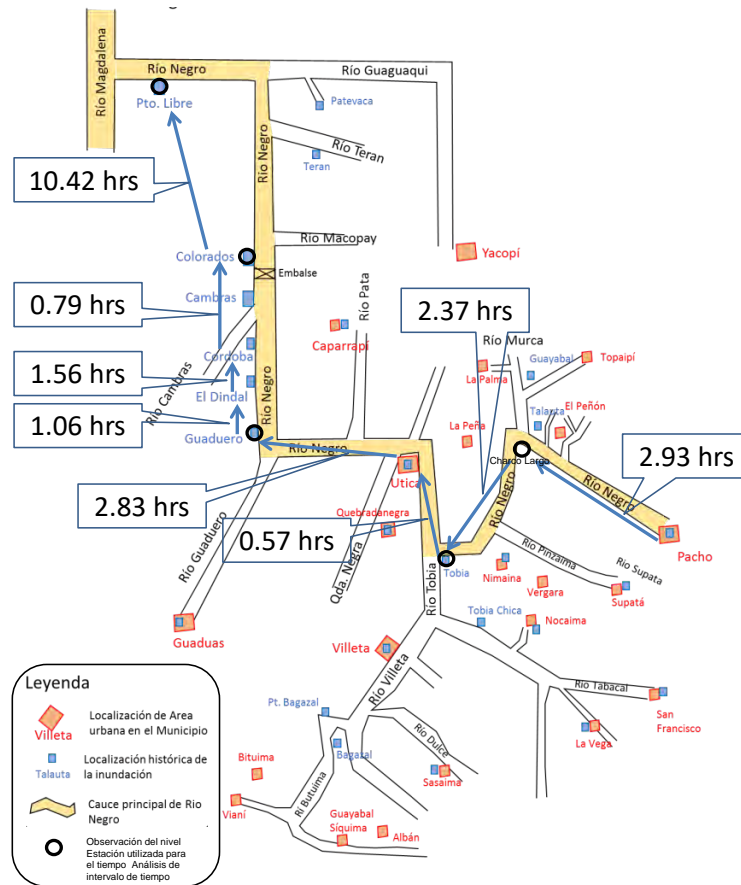 Río Magdalena
Río Negro
Río Guaguaqui
Pto. Libre
Patevaca
Río Teran
Teran
Río Negro
10.42 hrs
Río Macopay
Colorados
Yacopí
Embalse
Cambras
Río Pata
2.37 hrs
0.79 hrs
Caparrapí
Río Murca
Topaipí
Guayabal
La Palma
Cordoba
1.56 hrs
Río Cambras
El Dindal
Río Negro
El Peñón
Talauta
La Peña
1.06 hrs
Guaduero
Río Negro
Chardo Largo
Río Negro
2.93 hrs
Utica
Río Negro
2.83 hrs
Quebradanegra
0.57 hrs
Pacho
Río Guaduero
Qda. Negra
Río Pinzaima
Tobia
Río Supata
Nimaina
Vergara
Supatá
Río Tobia
Tobia Chica
Nocaima
Guaduas
Villeta
Río Villeta
Río Tabacal
San
Francisco
Pt. Bagazal
La Vega
Río Dulce
Bagazal
Bituima
Sasaima
Rí Butuima
Vianí
Guayabal
Síquima
Albán
Leyenda
Villeta
Localización de Area
urbana en el Municipio
Talauta
Localización histórica de
la inundación
Cauce principal de Rio
Negro
Observación del nivel
Estación utilizada para
el tiempo Análisis de
intervalo de tiempo